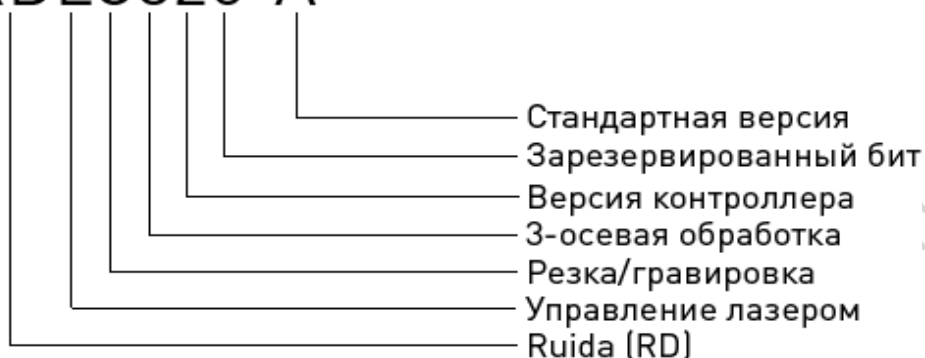 Стандартная версия
Зарезервированный бит
Версия контроллера
3-осевая обработка
Резка/гравировка
Управление лазером
Ruida (RD)